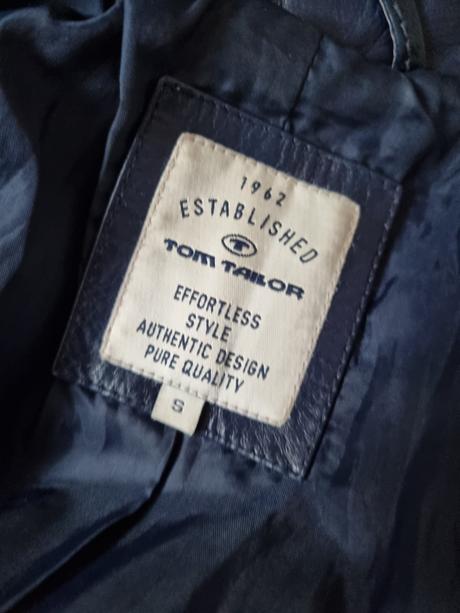 1962
ESTABLISHED
T
TOM TAILOR
EFFORTLESS
STYLE
AUTHENTIC DESIGN
PURE QUALITY
S